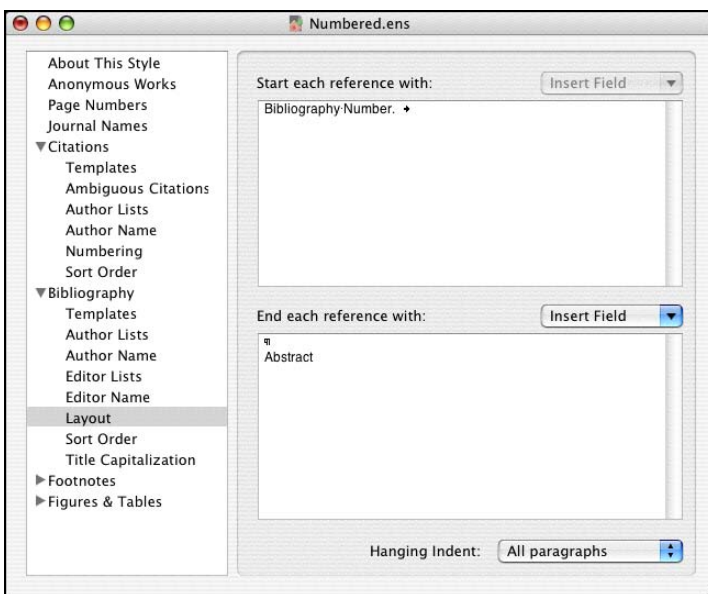 Numbered.ens
About This Style
Anonymous Works
Page Numbers
Journal Names
▼Citations
Templates
Ambiguous Citations
Author Lists
Author Name
Numbering
Sort Order
▼Bibliography
Templates
Author Lists
Author Name
Editor Lists
Editor Name
Layout
Sort Order
Title Capitalization
▶Footnotes
▶Figures & Tables
Start each reference with:
Insert Field
Bibliography·Number. →
End each reference with:
Insert Field
¶
Abstract
Hanging Indent:
All paragraphs